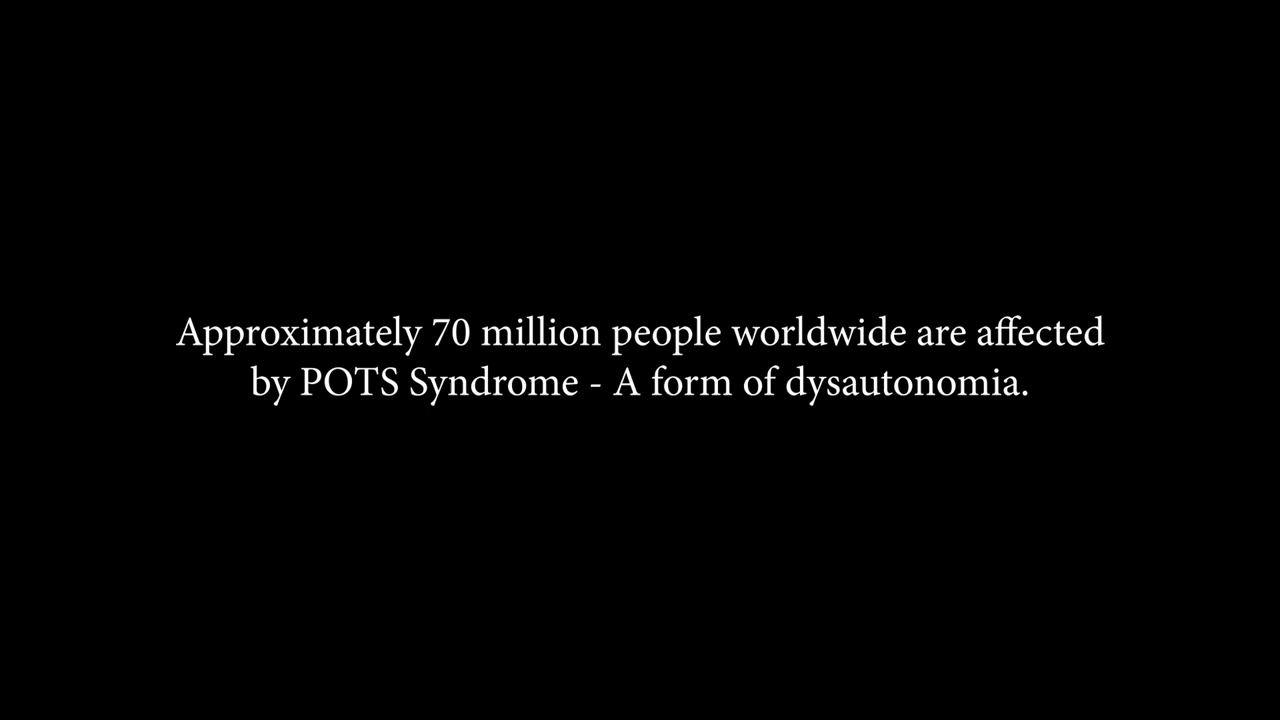 Approximately 70 million people worldwide are affected
by POTS Syndrome - A form of dysautonomia.